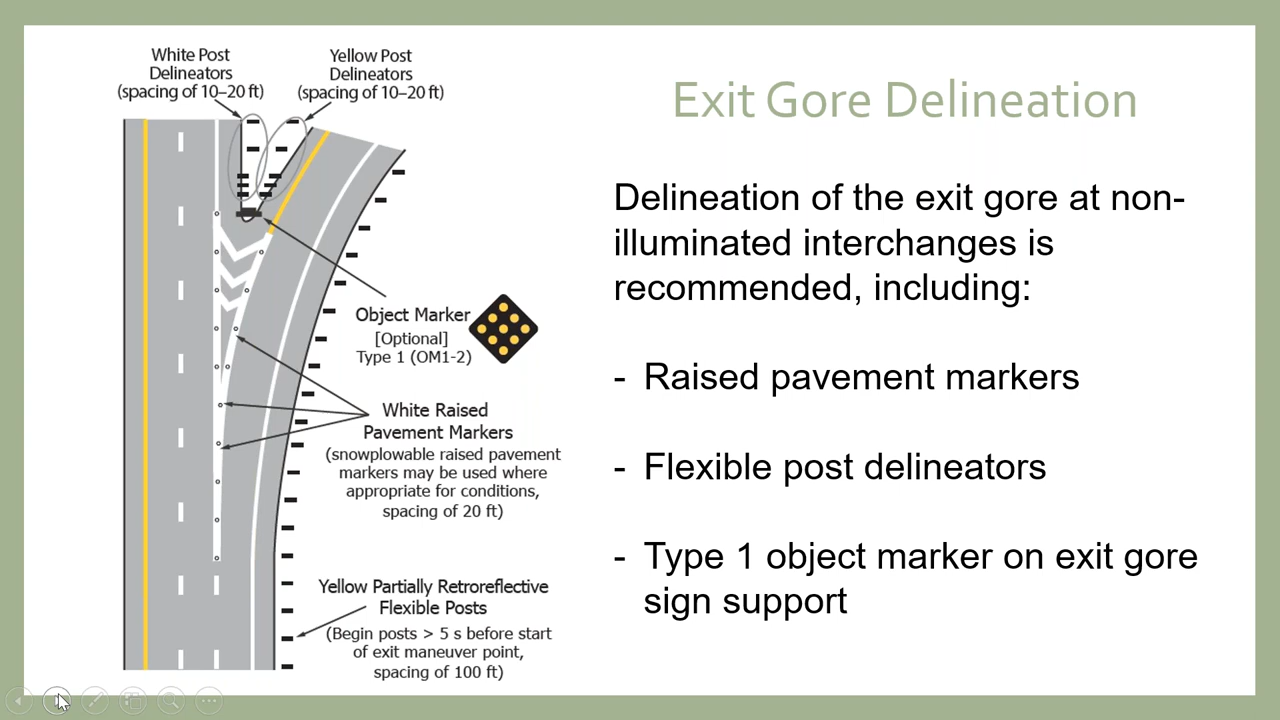 White Post
Delineators
(spacing of 10–20 ft)
Yellow Post
Delineators
(spacing of 10–20 ft)
Object Marker
[Optional]
Type 1 (OM1-2)
White Raised
Pavement Markers
(snowplowable raised pavement
markers may be used where
appropriate for conditions,
spacing of 20 ft)
Yellow Partially Retroreflective
Flexible Posts
(Begin posts > 5 s before start
of exit maneuver point,
spacing of 100 ft)
Exit Gore Delineation
Delineation of the exit gore at non-
illuminated interchanges is
recommended, including:
- Raised pavement markers
- Flexible post delineators
- Type 1 object marker on exit gore
sign support